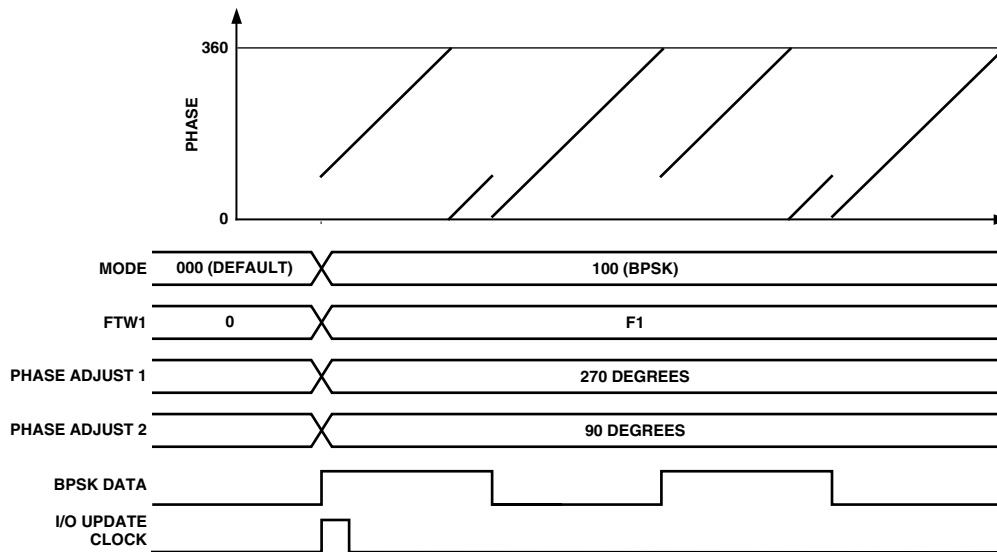 360
PHASE
0
MODE
000 (DEFAULT)
100 (BPSK)
FTW1
0
F1
PHASE ADJUST 1
270 DEGREES
PHASE ADJUST 2
90 DEGREES
BPSK DATA
I/O UPDATE
CLOCK